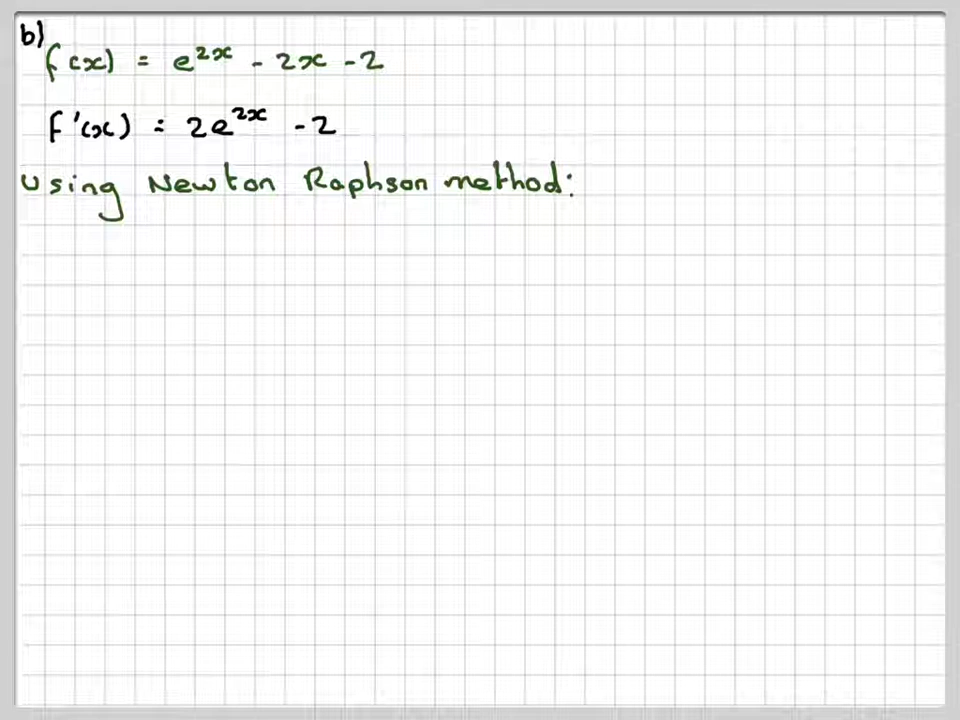 b)
f(x) = e^{2x} - 2x - 2
f'(x) = 2e^{2x} - 2
Using Newton Raphson method: